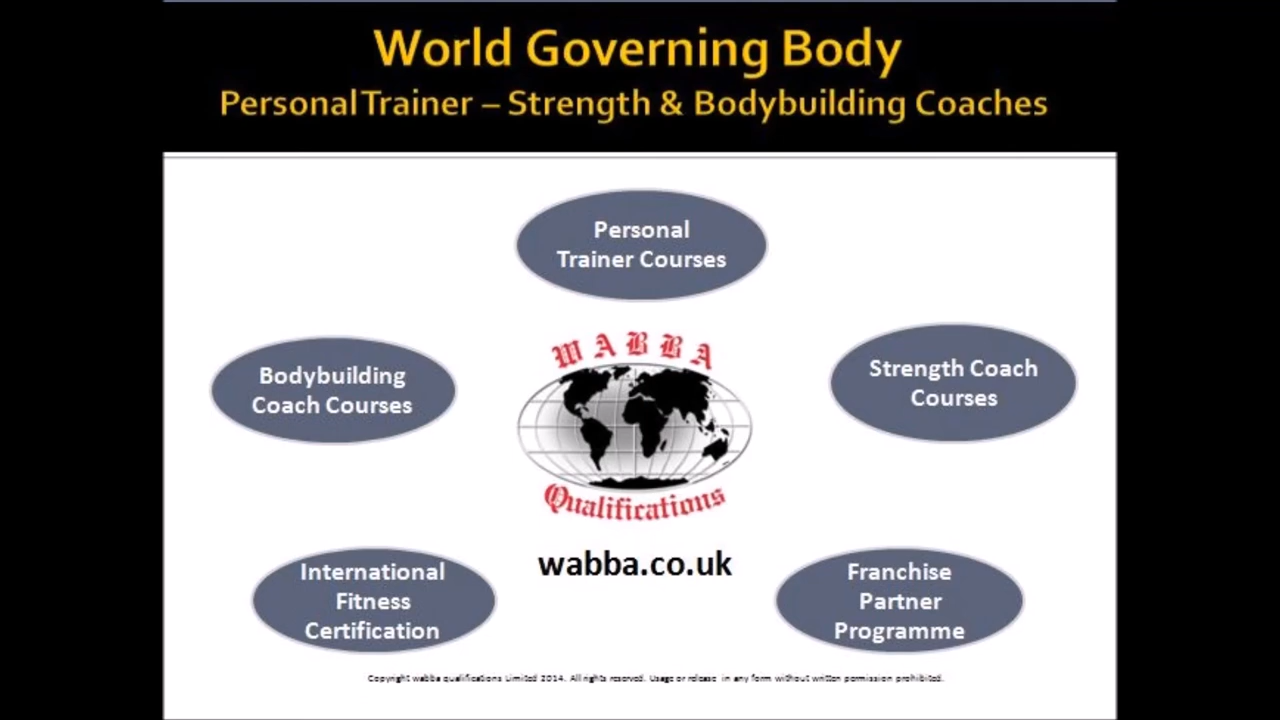 World Governing Body
Personal Trainer – Strength & Bodybuilding Coaches
Personal
Trainer Courses
Bodybuilding
Coach Courses
WABBA
Qualifications
wabba.co.uk
Strength Coach
Courses
International
Fitness
Certification
Franchise
Partner
Programme
Copyright wabba qualifications Limited 2014. All rights reserved. Usage or release in any form without written permission prohibited.